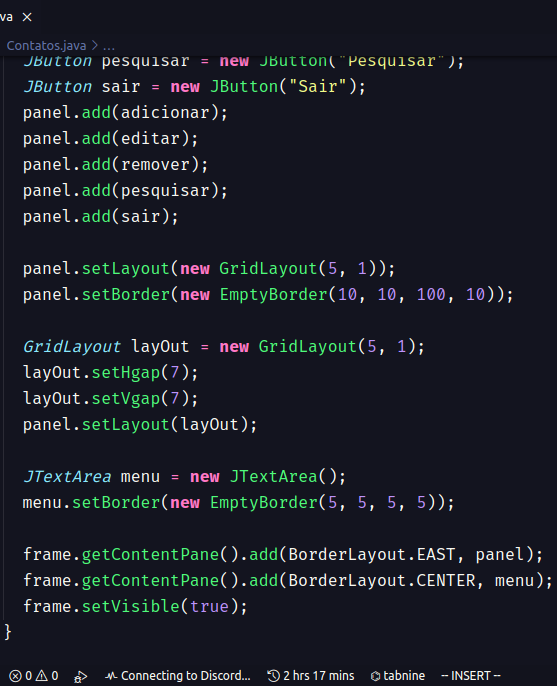 va ×
Contatos.java > ...
JButton pesquisar = new JButton("Pesquisar");
JButton sair = new JButton("Sair");
panel.add(adicionar);
panel.add(editar);
panel.add(remover);
panel.add(pesquisar);
panel.add(sair);
panel.setLayout(new GridLayout(5, 1));
panel.setBorder(new EmptyBorder(10, 10, 100, 10));
GridLayout layOut = new GridLayout(5, 1);
layOut.setHgap(7);
layOut.setVgap(7);
panel.setLayout(layOut);
JTextArea menu = new JTextArea();
menu.setBorder(new EmptyBorder(5, 5, 5, 5));
frame.getContentPane().add(BorderLayout.EAST, panel);
frame.getContentPane().add(BorderLayout.CENTER, menu);
frame.setVisible(true);
}
0 0 Connecting to Discord... 2 hrs 17 mins tabnine -- INSERT --